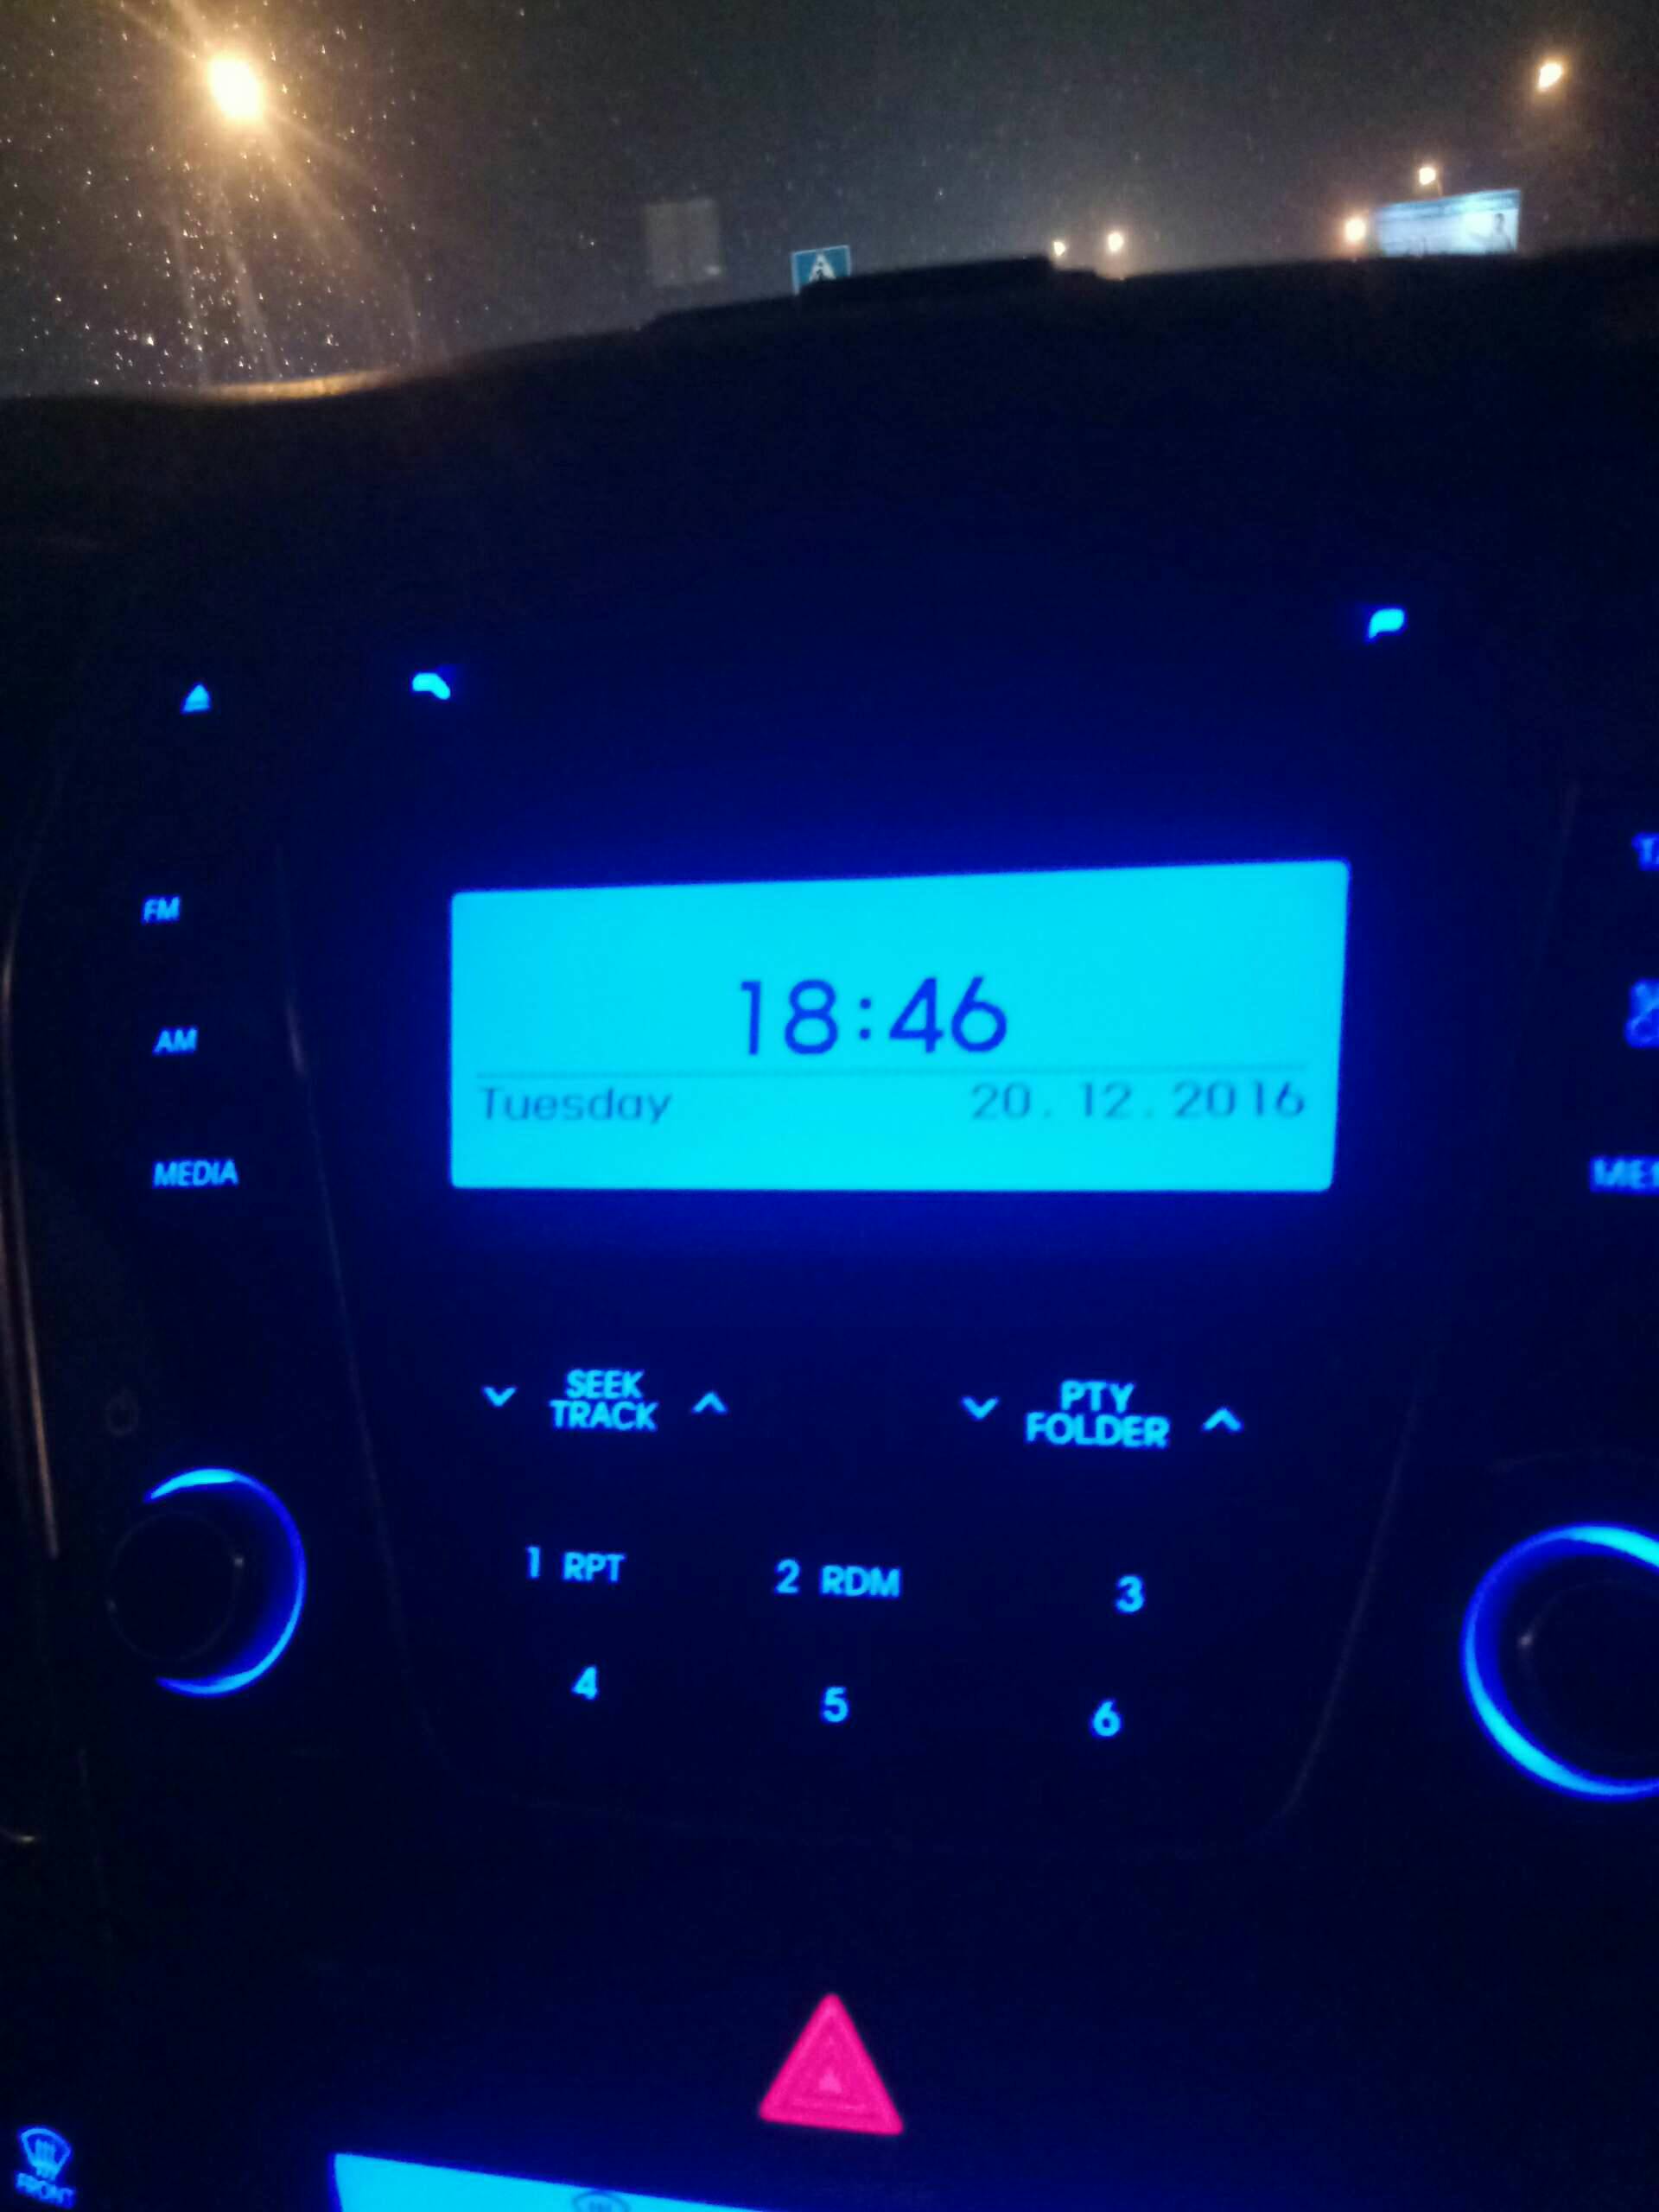 FM
18:46
AM
Tuesday 20.12.2016
MEDIA
SEEK
TRACK
PTY
FOLDER
1 RPT 2 RDM 3
4 5 6
FRONT